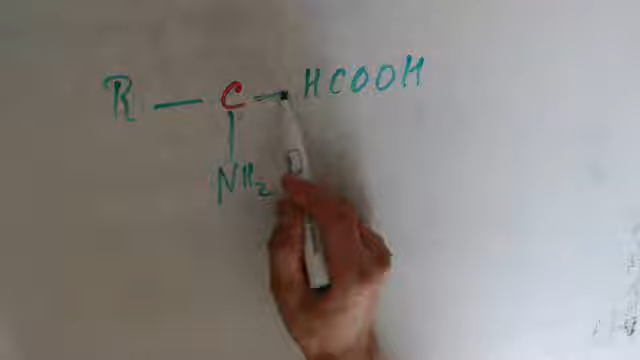 R — C — HCOOH
NH2